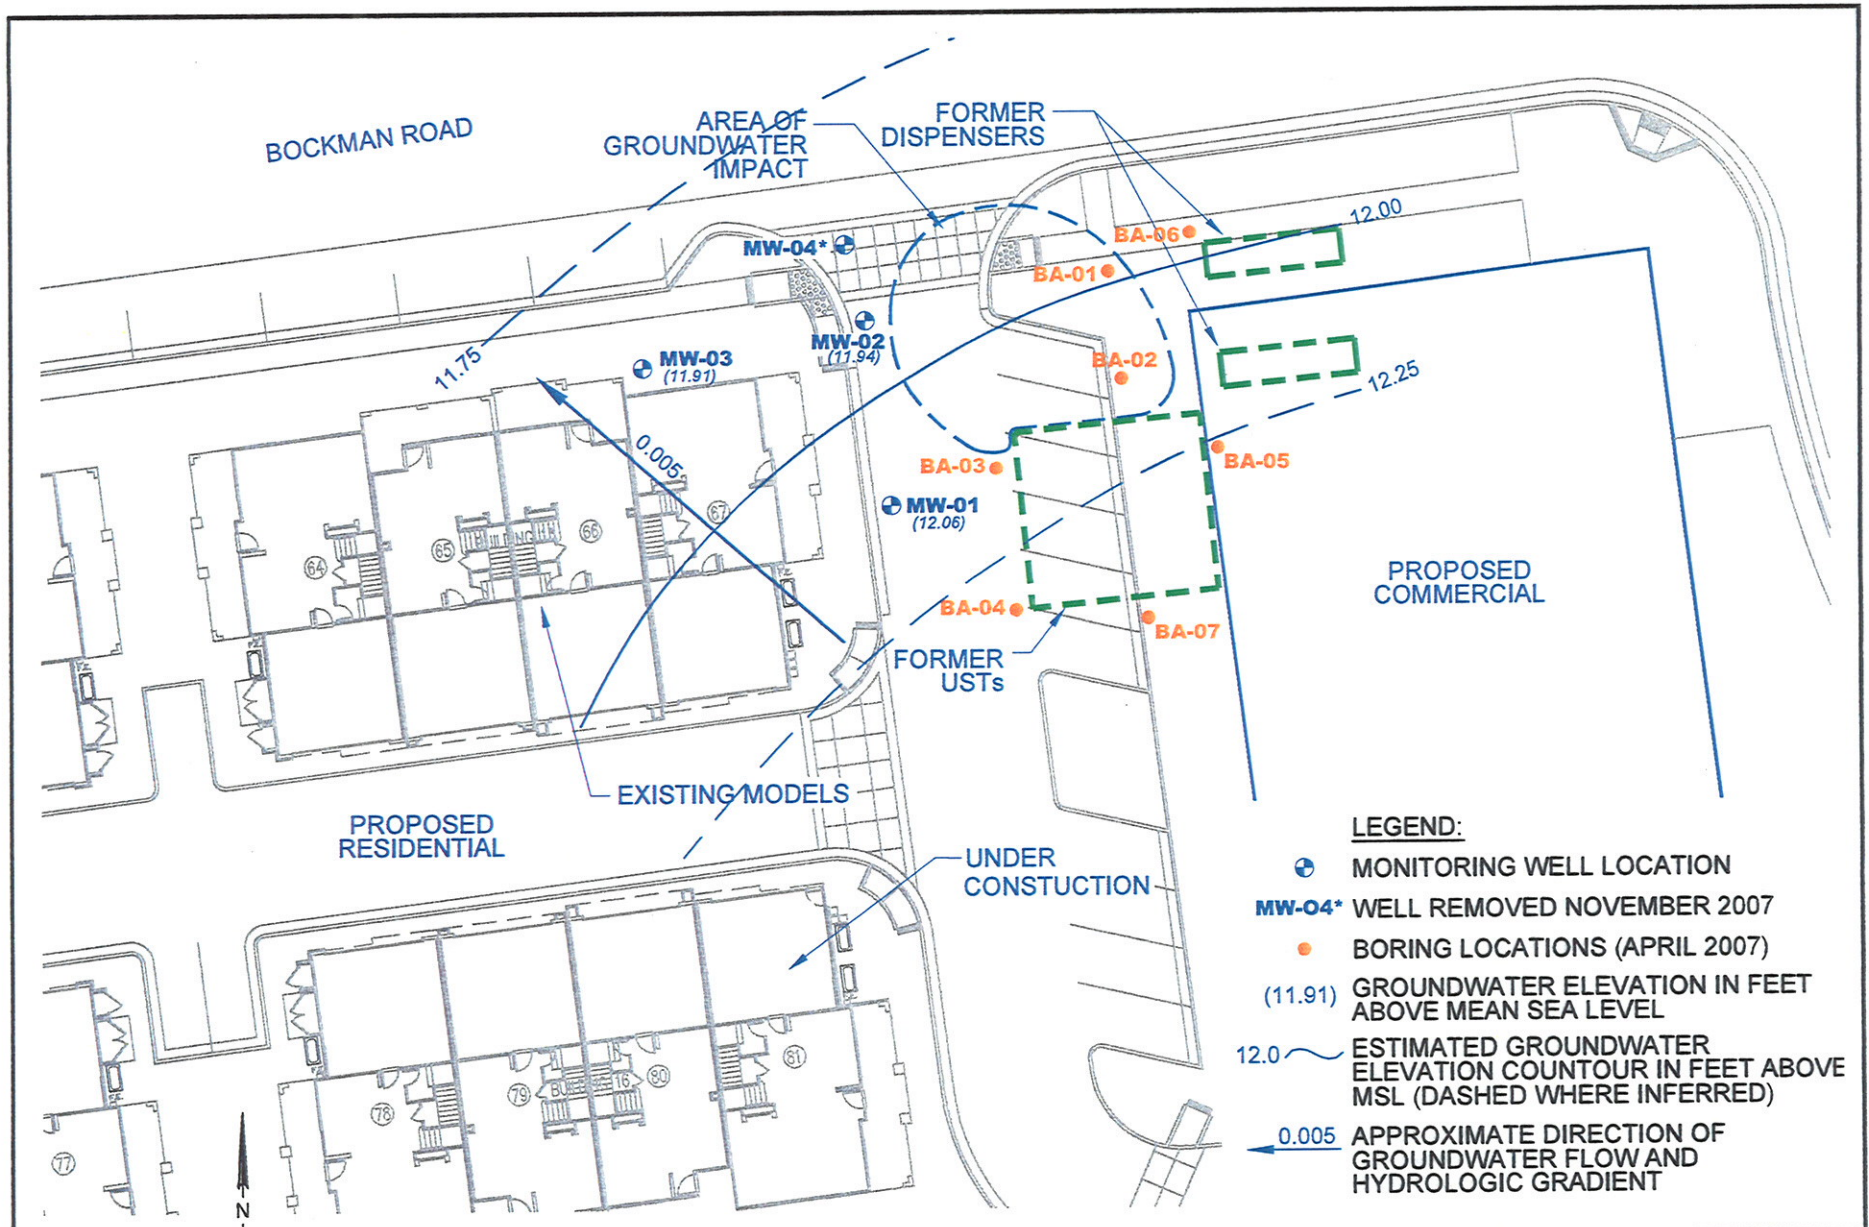 BOCKMAN ROAD
AREA OF
GROUNDWATER
IMPACT
FORMER
DISPENSERS
12.00
BA-06
MW-04*
BA-01
MW-02
(11.94)
11.75
MW-03
(11.91)
BA-02
12.25
0.005
BA-03
BA-05
MW-01
(12.06)
67
66
65
64
PROPOSED
COMMERCIAL
BA-04
BA-07
FORMER
USTs
EXISTING MODELS
PROPOSED
RESIDENTIAL
UNDER
CONSTUCTION
81
80
BUILDING 16
79
78
77
N
LEGEND:
MONITORING WELL LOCATION
MW-O4* WELL REMOVED NOVEMBER 2007
BORING LOCATIONS (APRIL 2007)
(11.91) GROUNDWATER ELEVATION IN FEET
ABOVE MEAN SEA LEVEL
12.0 ESTIMATED GROUNDWATER
ELEVATION COUNTOUR IN FEET ABOVE
MSL (DASHED WHERE INFERRED)
0.005 APPROXIMATE DIRECTION OF
GROUNDWATER FLOW AND
HYDROLOGIC GRADIENT